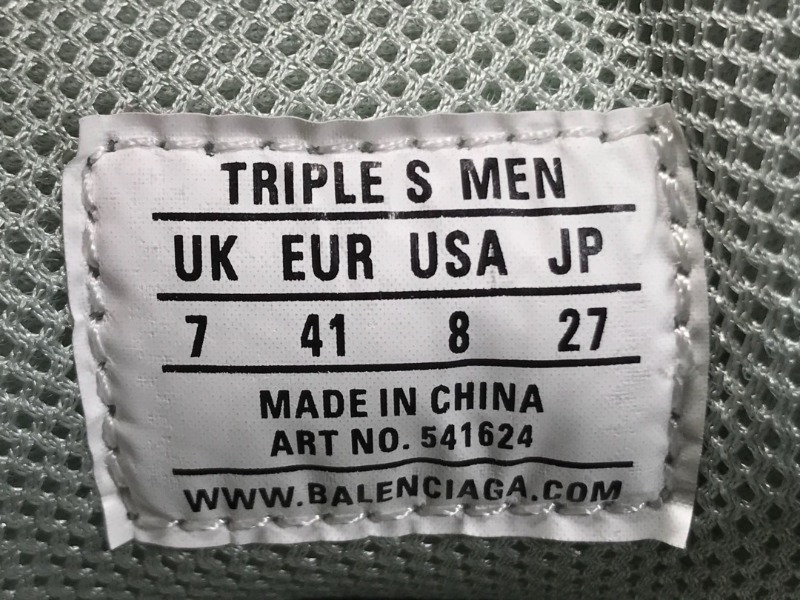 TRIPLE S MEN
UK EUR USA JP
7 41 8 27
MADE IN CHINA
ART NO. 541624
WWW.BALENCIAGA.COM